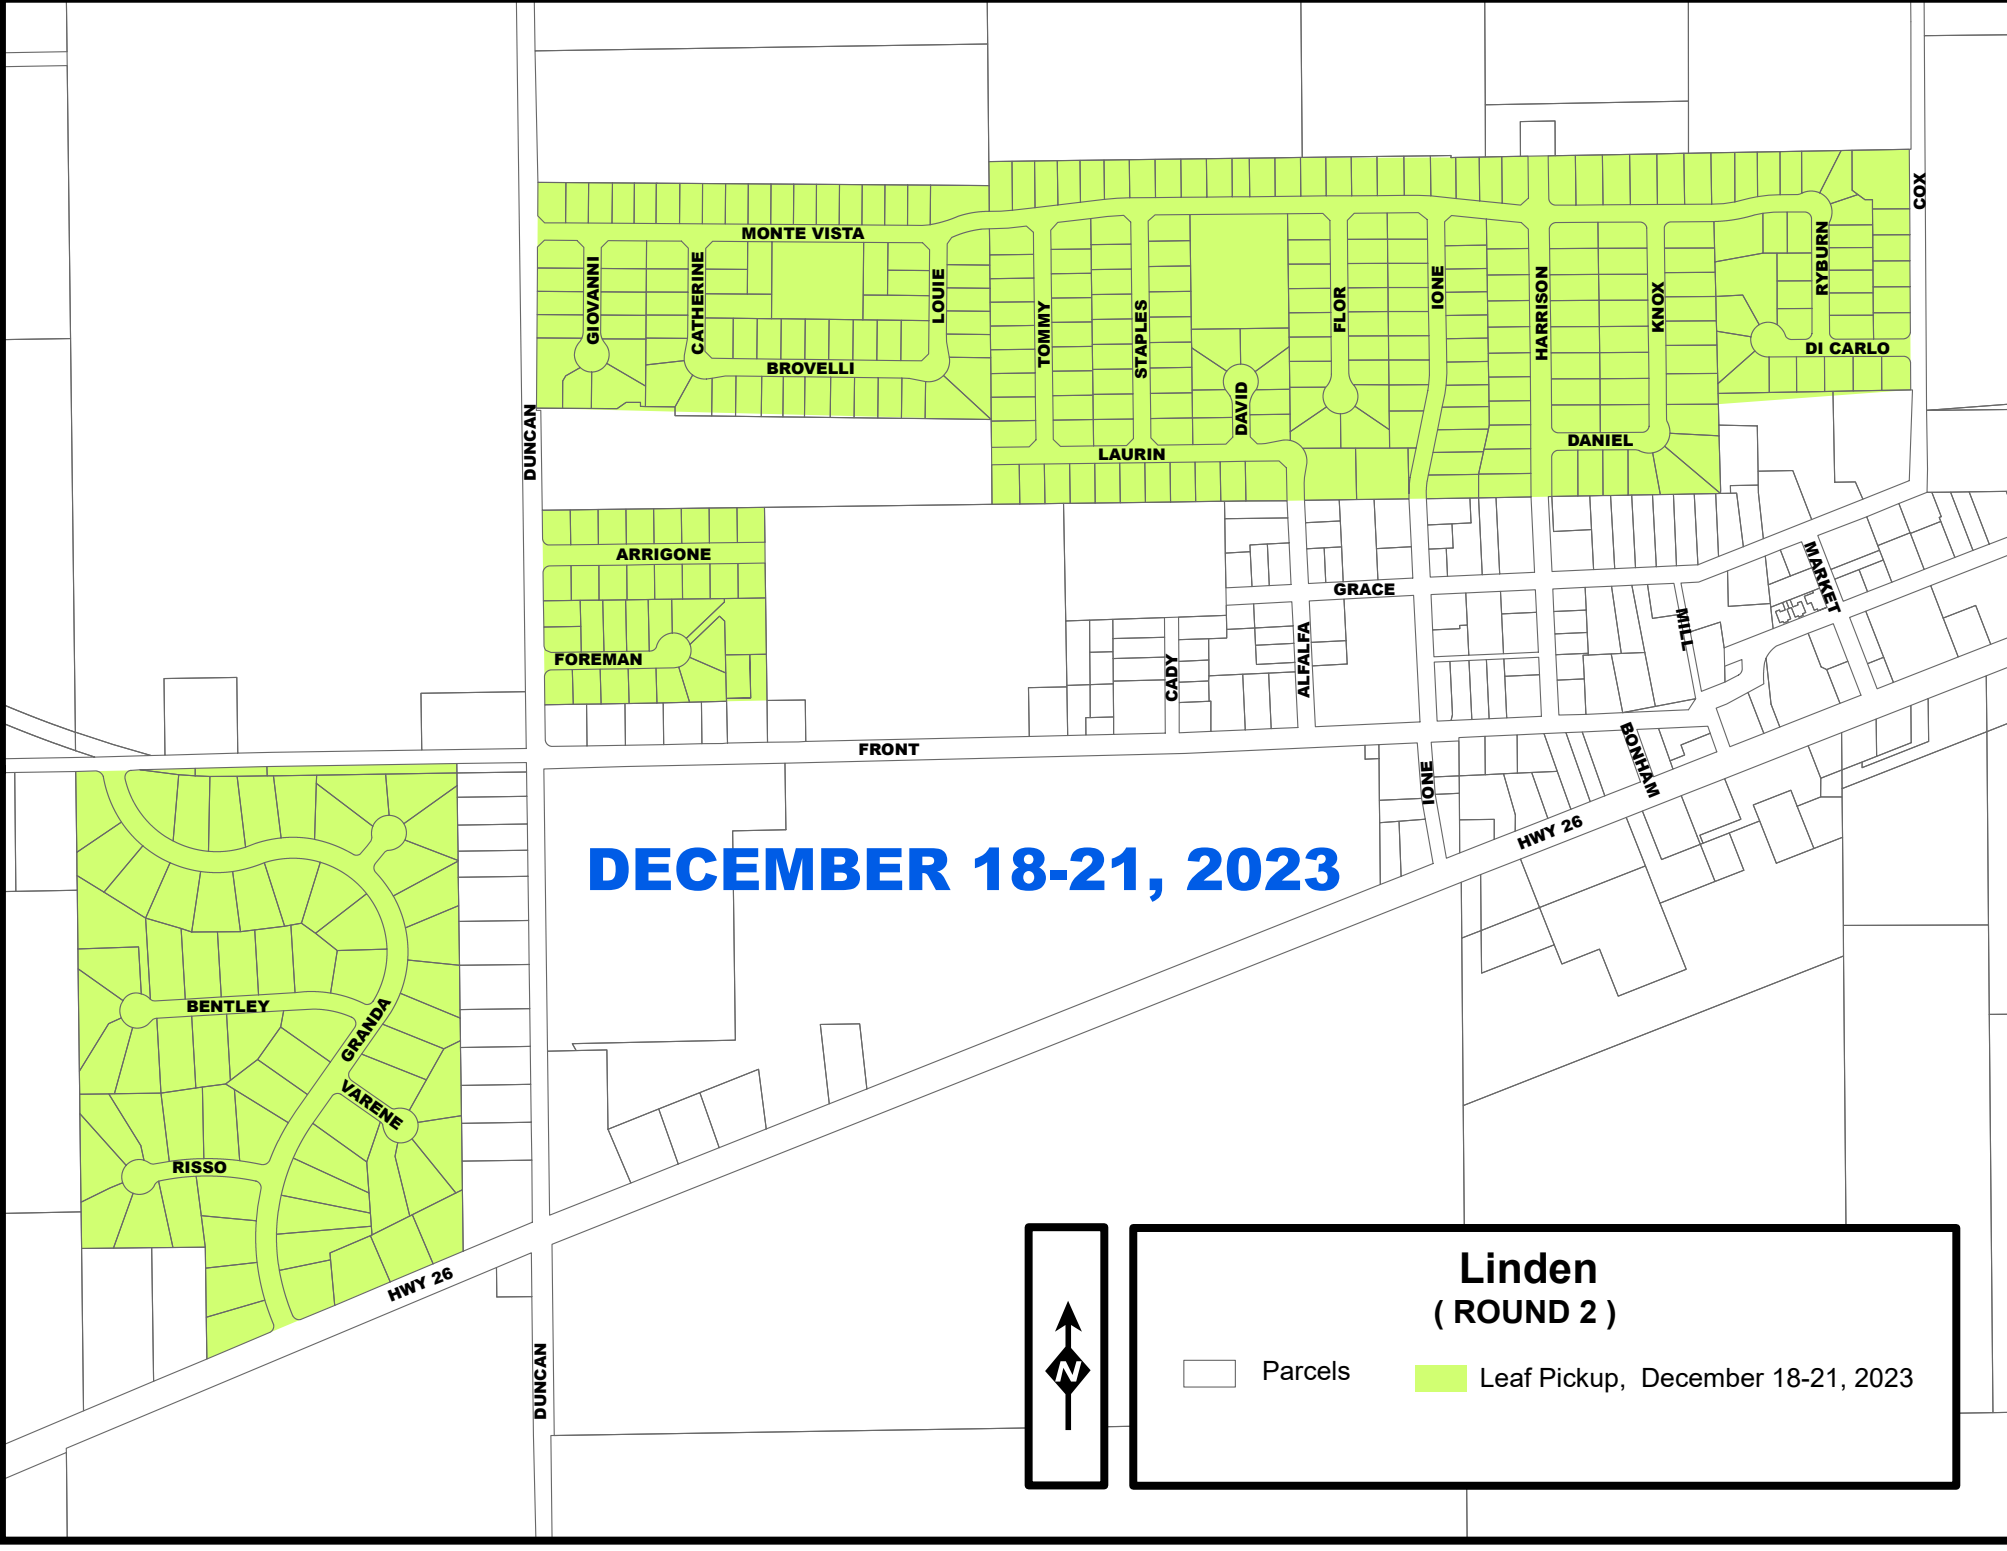 COX
MONTE VISTA
GIOVANNI
CATHERINE
LOUIE
TOMMY
STAPLES
DAVID
FLOR
IONE
HARRISON
KNOX
RYBURN
DI CARLO
BROVELLI
DUNCAN
LAURIN
DANIEL
ARRIGONE
FOREMAN
GRACE
MARKET
MILL
CADY
ALFALFA
FRONT
BONHAM
IONE
HWY 26
DECEMBER 18-21, 2023
BENTLEY
GRANDA
VARENE
RISSO
HWY 26
DUNCAN
N
Linden
( ROUND 2 )
Parcels
Leaf Pickup, December 18-21, 2023